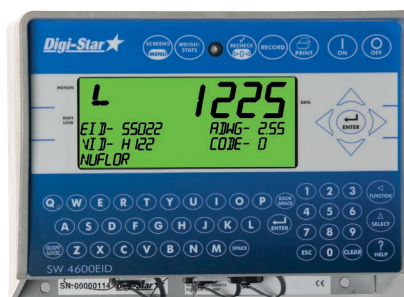 Digi-Star
SCREENS MENU
WEIGH/STATS
RECHECK →0←
RECORD
PRINT
I ON
O OFF
MOTION
L 1225
DATA
SHIFT LOCK
EID- 55022 ADWG- 2.55
VID- H122 CODE- 0
NUFLOR
ENTER
Q W E R T Y U I O P BACK SPACE
1 2 3 FUNCTION
A S D F G H J K L ENTER
4 5 6 SELECT
Z X C V B N M SPACE
7 8 9
ESC 0 CLEAR ? HELP
SW 4600EID
SN:00000114 Digi-Star